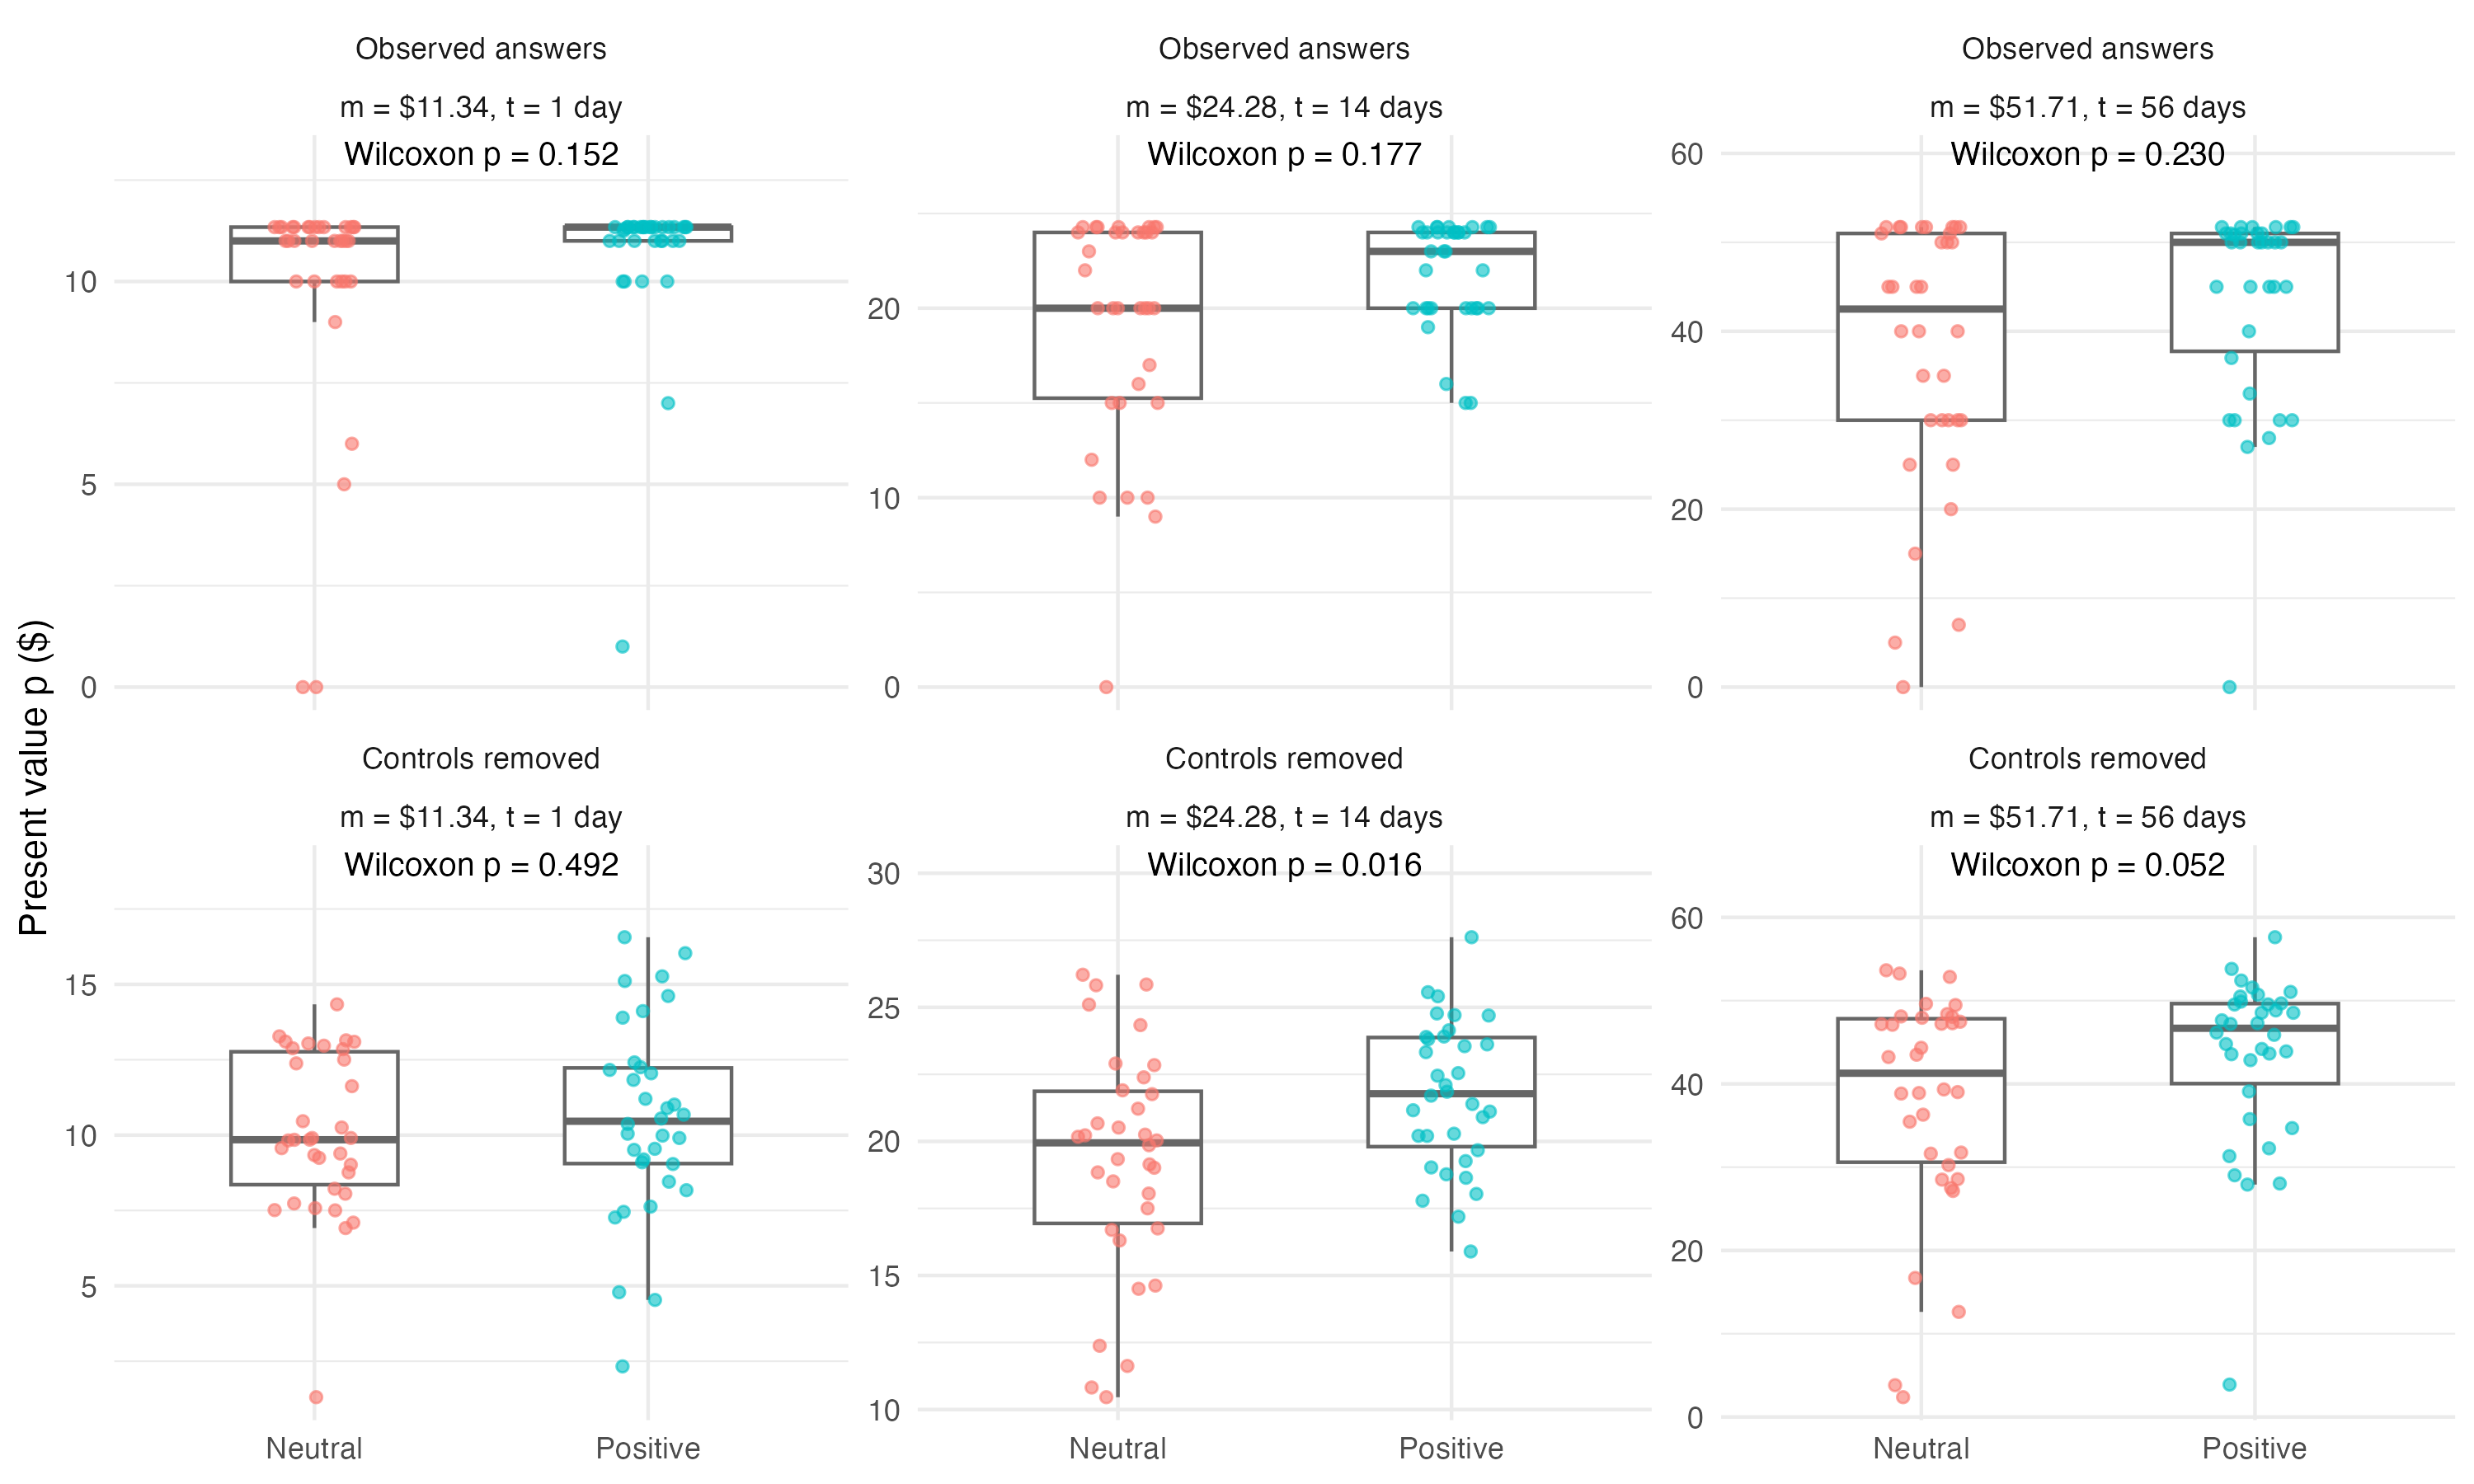 Observed answers
m = $11.34, t = 1 day
Wilcoxon p = 0.152
10
5
0
Observed answers
m = $24.28, t = 14 days
Wilcoxon p = 0.177
20
10
0
Observed answers
m = $51.71, t = 56 days
Wilcoxon p = 0.230
60
40
20
0
Present value p ($)
Controls removed
m = $11.34, t = 1 day
Wilcoxon p = 0.492
15
10
5
Neutral
Positive
Controls removed
m = $24.28, t = 14 days
Wilcoxon p = 0.016
30
25
20
15
10
Neutral
Positive
Controls removed
m = $51.71, t = 56 days
Wilcoxon p = 0.052
60
40
20
0
Neutral
Positive